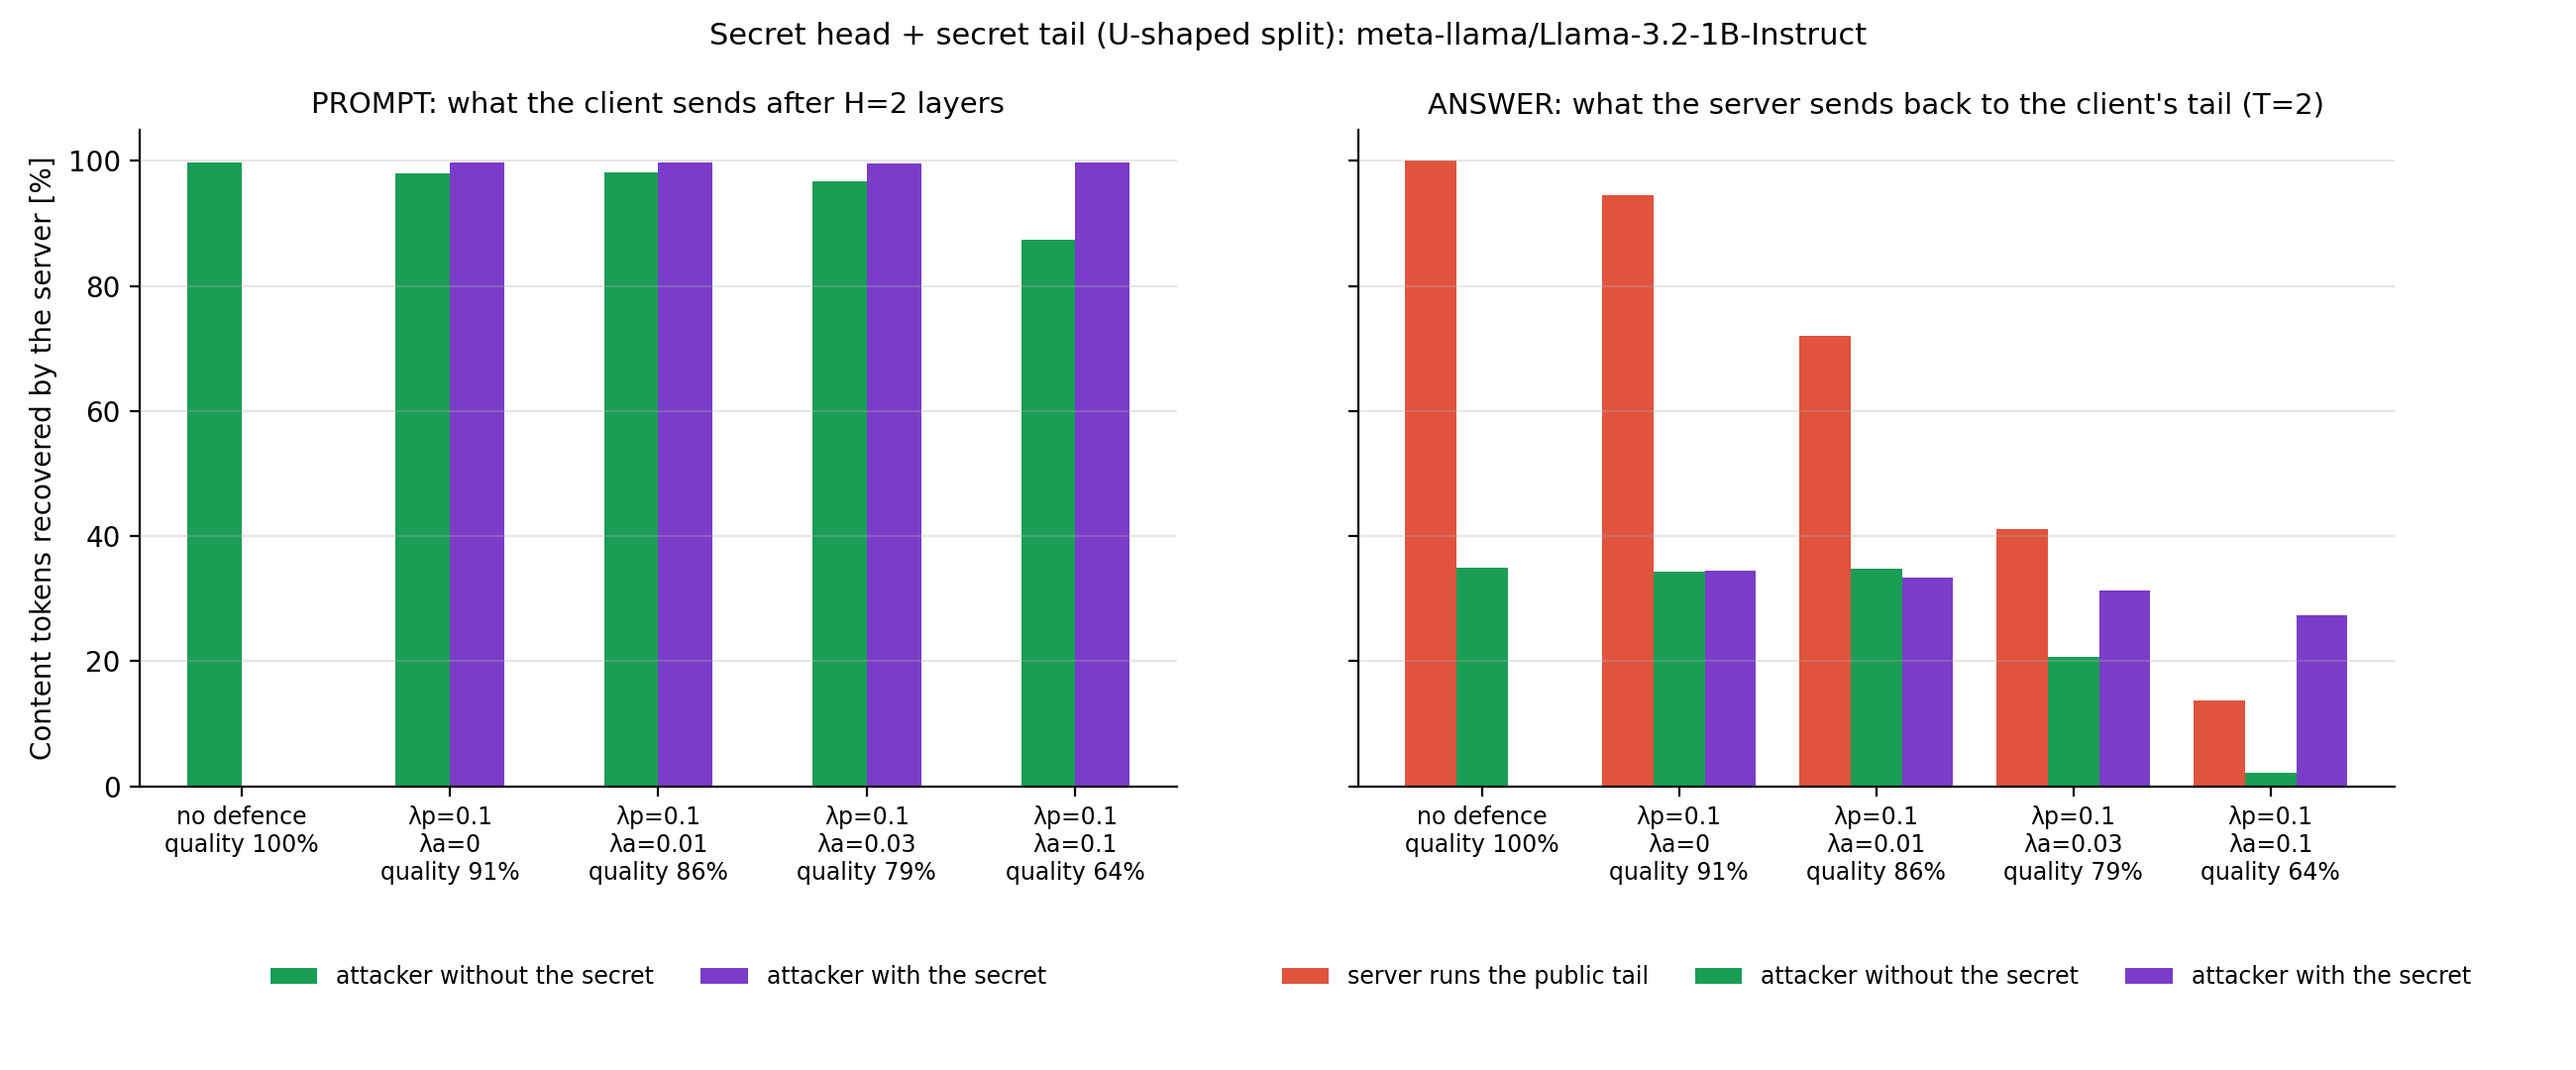 Secret head + secret tail (U-shaped split): meta-llama/Llama-3.2-1B-Instruct
PROMPT: what the client sends after H=2 layers
Content tokens recovered by the server [%]
100
80
60
40
20
0
no defence
quality 100%
λp=0.1
λa=0
quality 91%
λp=0.1
λa=0.01
quality 86%
λp=0.1
λa=0.03
quality 79%
λp=0.1
λa=0.1
quality 64%
attacker without the secret
attacker with the secret
ANSWER: what the server sends back to the client's tail (T=2)
no defence
quality 100%
λp=0.1
λa=0
quality 91%
λp=0.1
λa=0.01
quality 86%
λp=0.1
λa=0.03
quality 79%
λp=0.1
λa=0.1
quality 64%
server runs the public tail
attacker without the secret
attacker with the secret